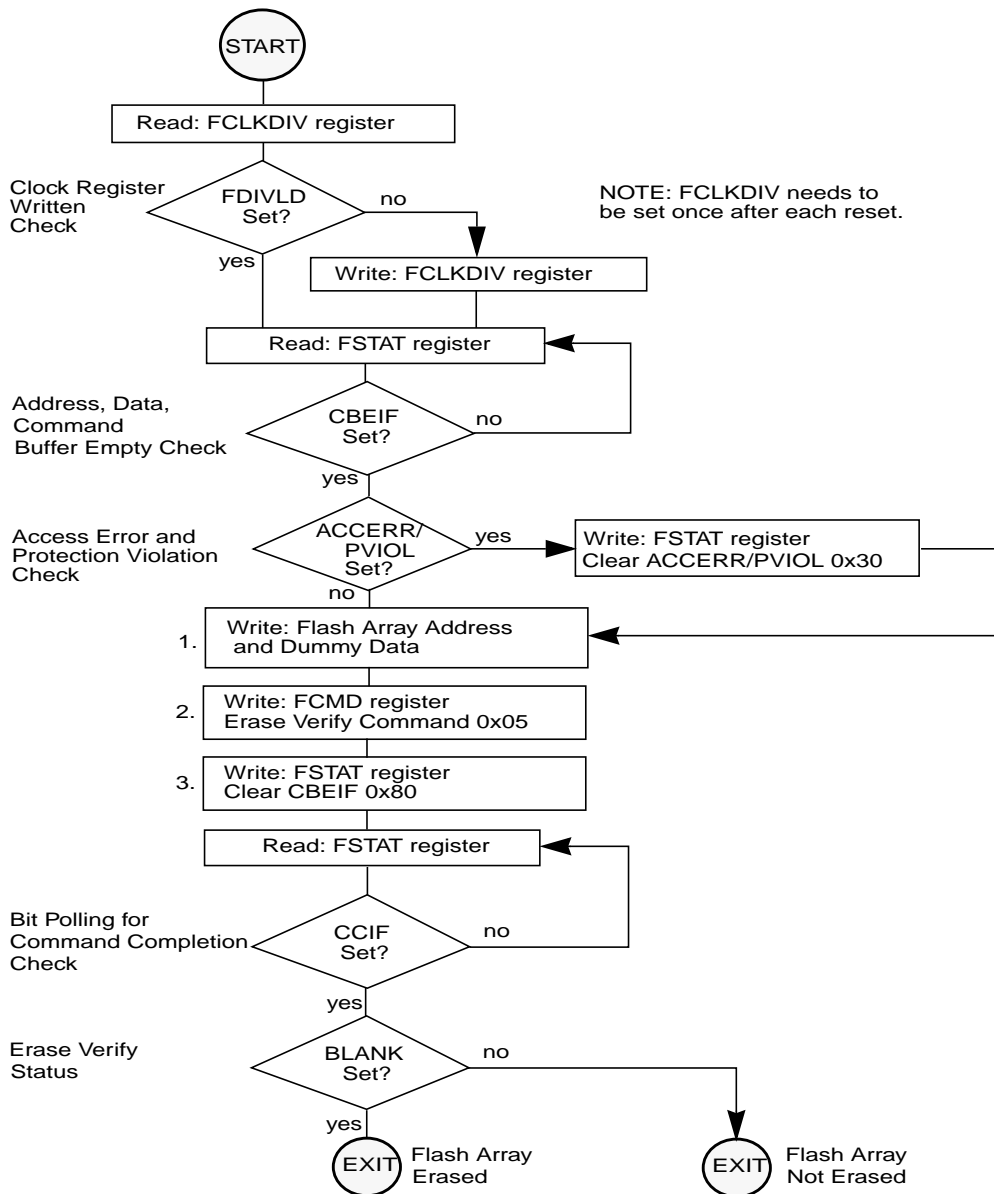 START
Read: FCLKDIV register
Clock Register
Written
Check
FDIVLD
Set?
no
NOTE: FCLKDIV needs to
be set once after each reset.
yes
Write: FCLKDIV register
Read: FSTAT register
Address, Data,
Command
Buffer Empty Check
CBEIF
Set?
no
yes
Access Error and
Protection Violation
Check
ACCERR/
PVIOL
Set?
yes
Write: FSTAT register
Clear ACCERR/PVIOL 0x30
no
1.
Write: Flash Array Address
and Dummy Data
2.
Write: FCMD register
Erase Verify Command 0x05
3.
Write: FSTAT register
Clear CBEIF 0x80
Read: FSTAT register
Bit Polling for
Command Completion
Check
CCIF
Set?
no
yes
Erase Verify
Status
BLANK
Set?
no
yes
EXIT
Flash Array
Erased
EXIT
Flash Array
Not Erased